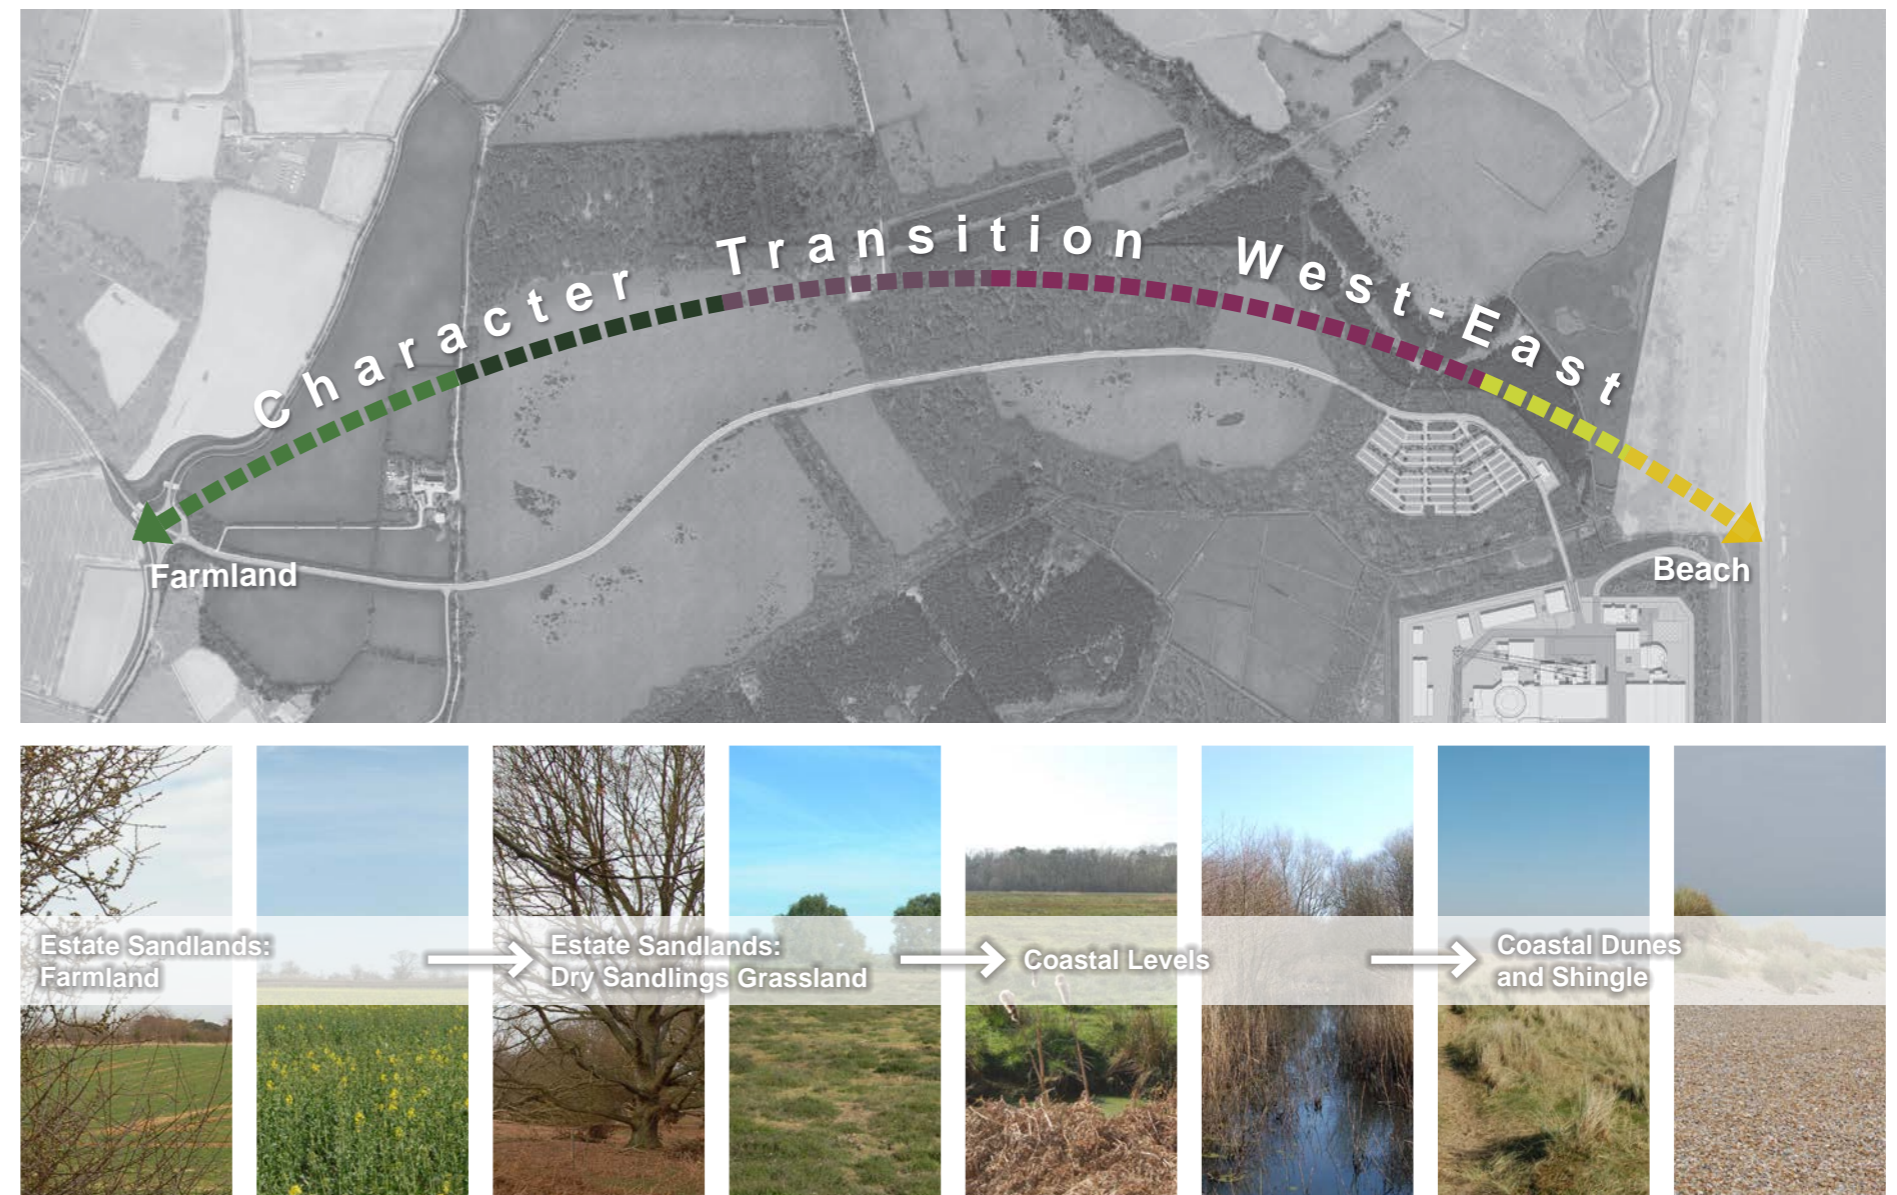 Character Transition West-East
Farmland
Beach
Estate Sandlands:
Farmland
Estate Sandlands:
Dry Sandlings Grassland
Coastal Levels
Coastal Dunes
and Shingle